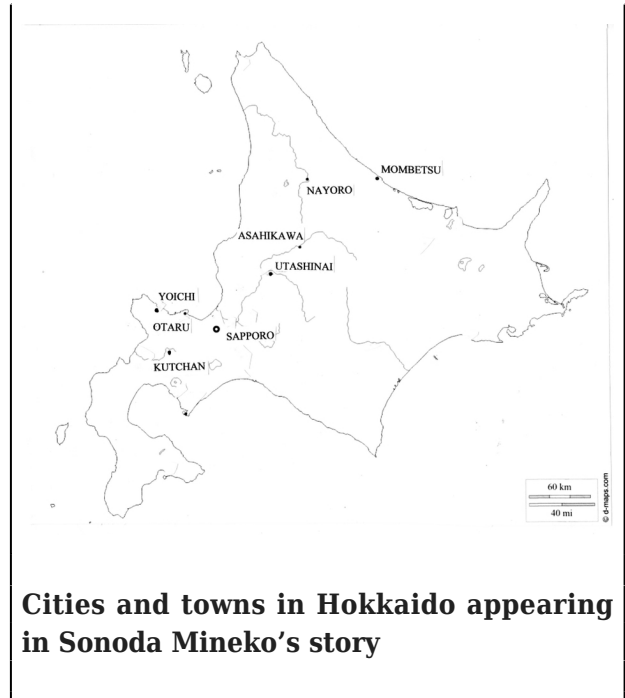 MOMBETSU
NAYORO
ASAHIKAWA
UTASHINAI
YOICHI
OTARU
SAPPORO
KUTCHAN
60 km
40 mi
© d-maps.com
Cities and towns in Hokkaido appearing
in Sonoda Mineko’s story